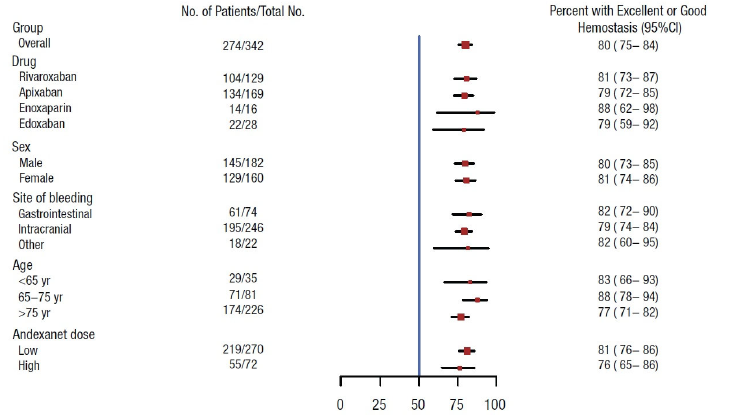 No. of Patients/Total No. Percent with Excellent or Good
Hemostasis (95%CI)
Group
Overall 274/342 80 (75– 84)
Drug
Rivaroxaban 104/129 81 (73– 87)
Apixaban 134/169 79 (72– 85)
Enoxaparin 14/16 88 (62– 98)
Edoxaban 22/28 79 (59– 92)
Sex
Male 145/182 80 (73– 85)
Female 129/160 81 (74– 86)
Site of bleeding
Gastrointestinal 61/74 82 (72– 90)
Intracranial 195/246 79 (74– 84)
Other 18/22 82 (60– 95)
Age
<65 yr 29/35 83 (66– 93)
65–75 yr 71/81 88 (78– 94)
>75 yr 174/226 77 (71– 82)
Andexanet dose
Low 219/270 81 (76– 86)
High 55/72 76 (65– 86)
0 25 50 75 100